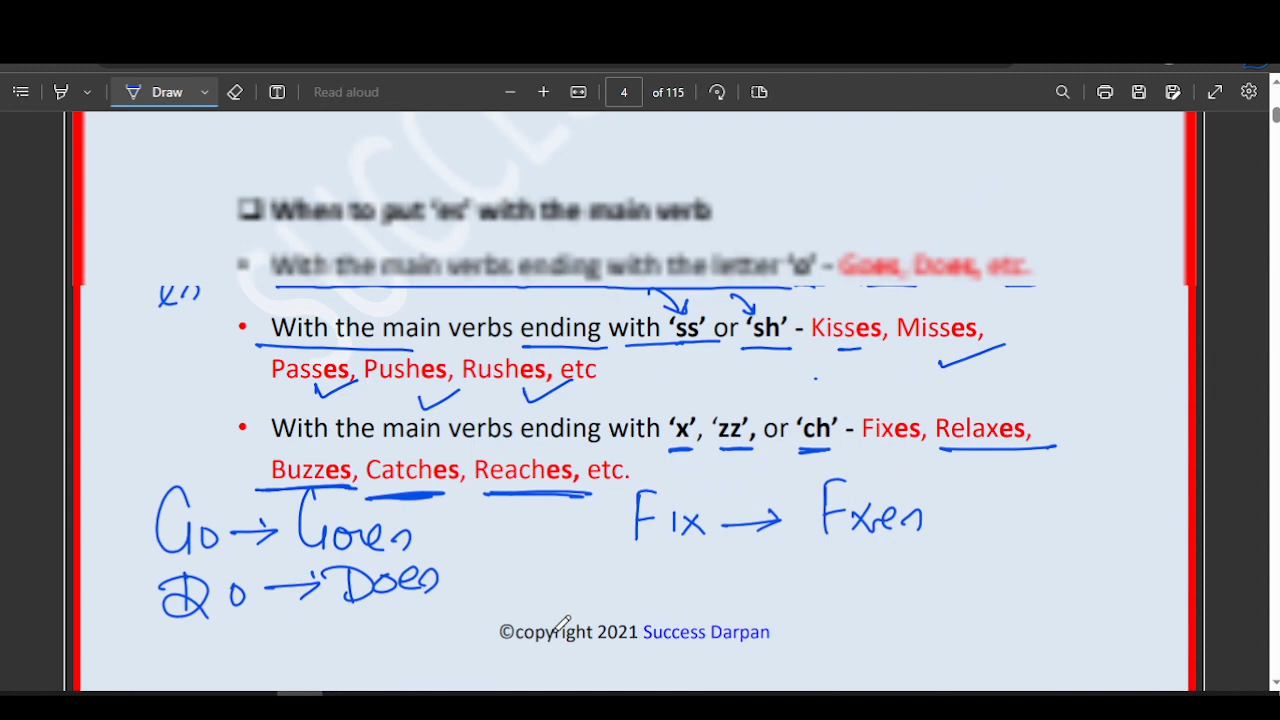 Draw
Read aloud
4 of 115
SUCCESS
❑ When to put 'es' with the main verb
• With the main verbs ending with the letter 'o' - Goes, Does, etc.
• With the main verbs ending with 'ss' or 'sh' - Kisses, Misses,
Passes, Pushes, Rushes, etc
• With the main verbs ending with 'x', 'zz', or 'ch' - Fixes, Relaxes,
Buzzes, Catches, Reaches, etc.
Go → Goes
Fix → Fxes
Do → Does
©copyright 2021 Success Darpan